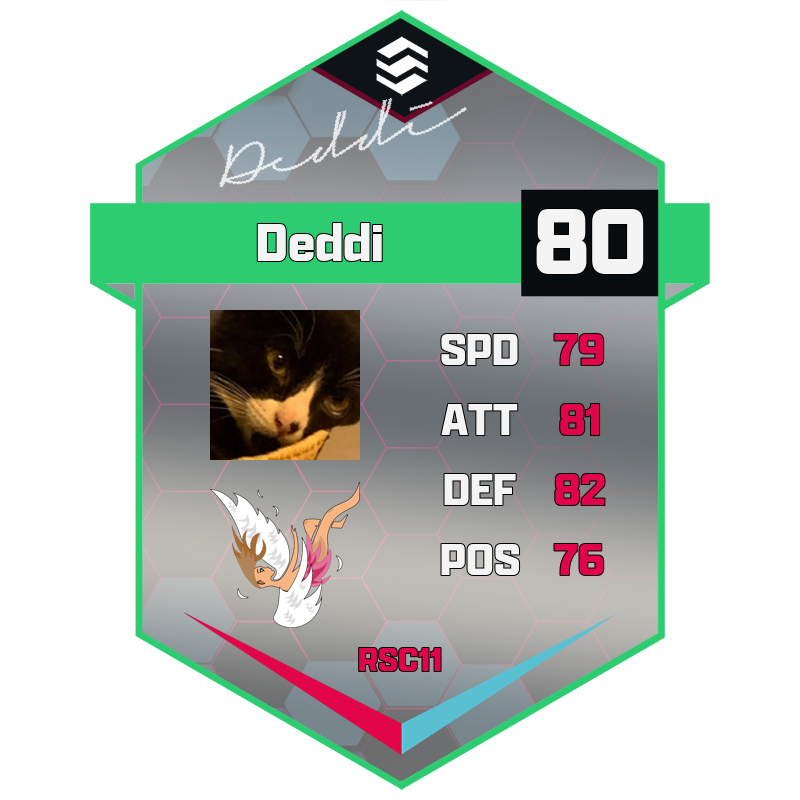 Deddi
Deddi 80
SPD 79
ATT 81
DEF 82
POS 76
RSC11